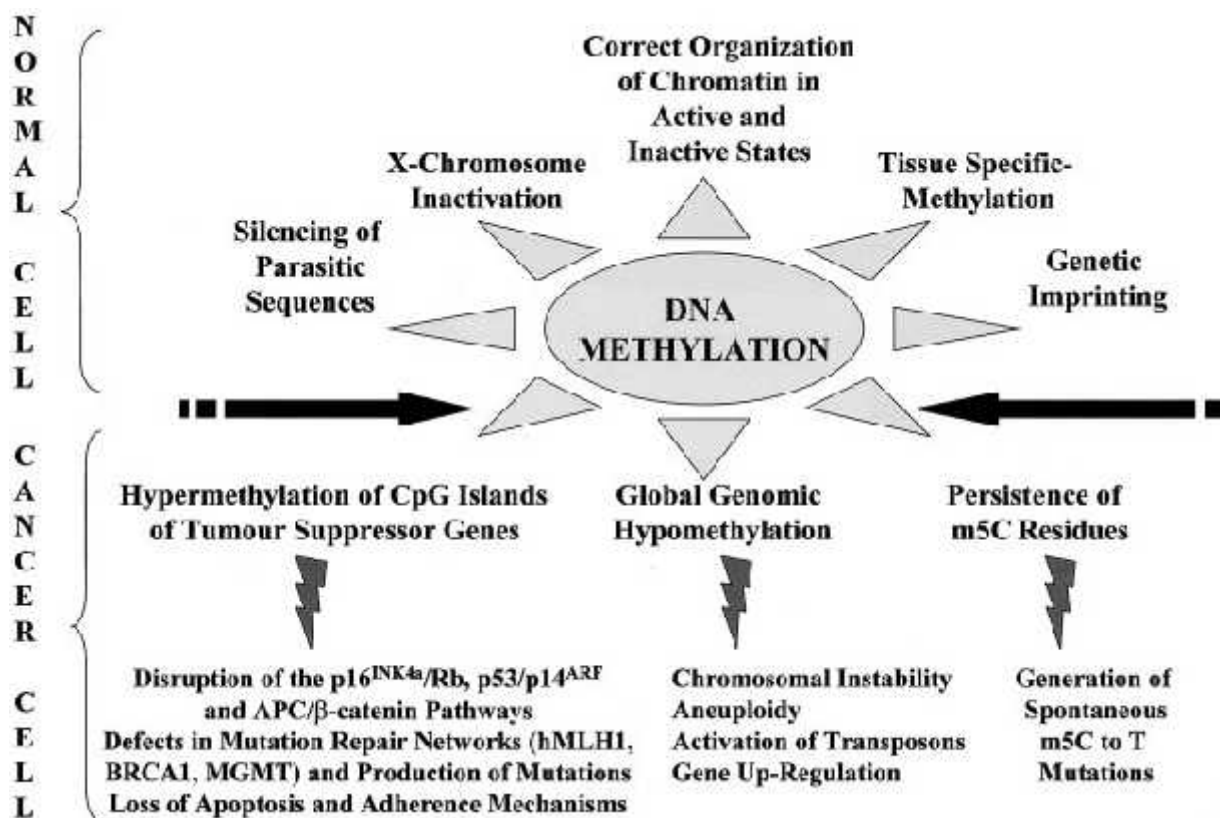 NORMAL CELL
Correct Organization
of Chromatin in
Active and
Inactive States
X-Chromosome
Inactivation
Tissue Specific-
Methylation
Silencing of
Parasitic
Sequences
Genetic
Imprinting
DNA
METHYLATION
CANCER CELL
Hypermethylation of CpG Islands
of Tumour Suppressor Genes
Global Genomic
Hypomethylation
Persistence of
m5C Residues
Disruption of the p16INK4a/Rb, p53/p14ARF
and APC/β-catenin Pathways
Defects in Mutation Repair Networks (hMLH1,
BRCA1, MGMT) and Production of Mutations
Loss of Apoptosis and Adherence Mechanisms
Chromosomal Instability
Aneuploidy
Activation of Transposons
Gene Up-Regulation
Generation of
Spontaneous
m5C to T
Mutations